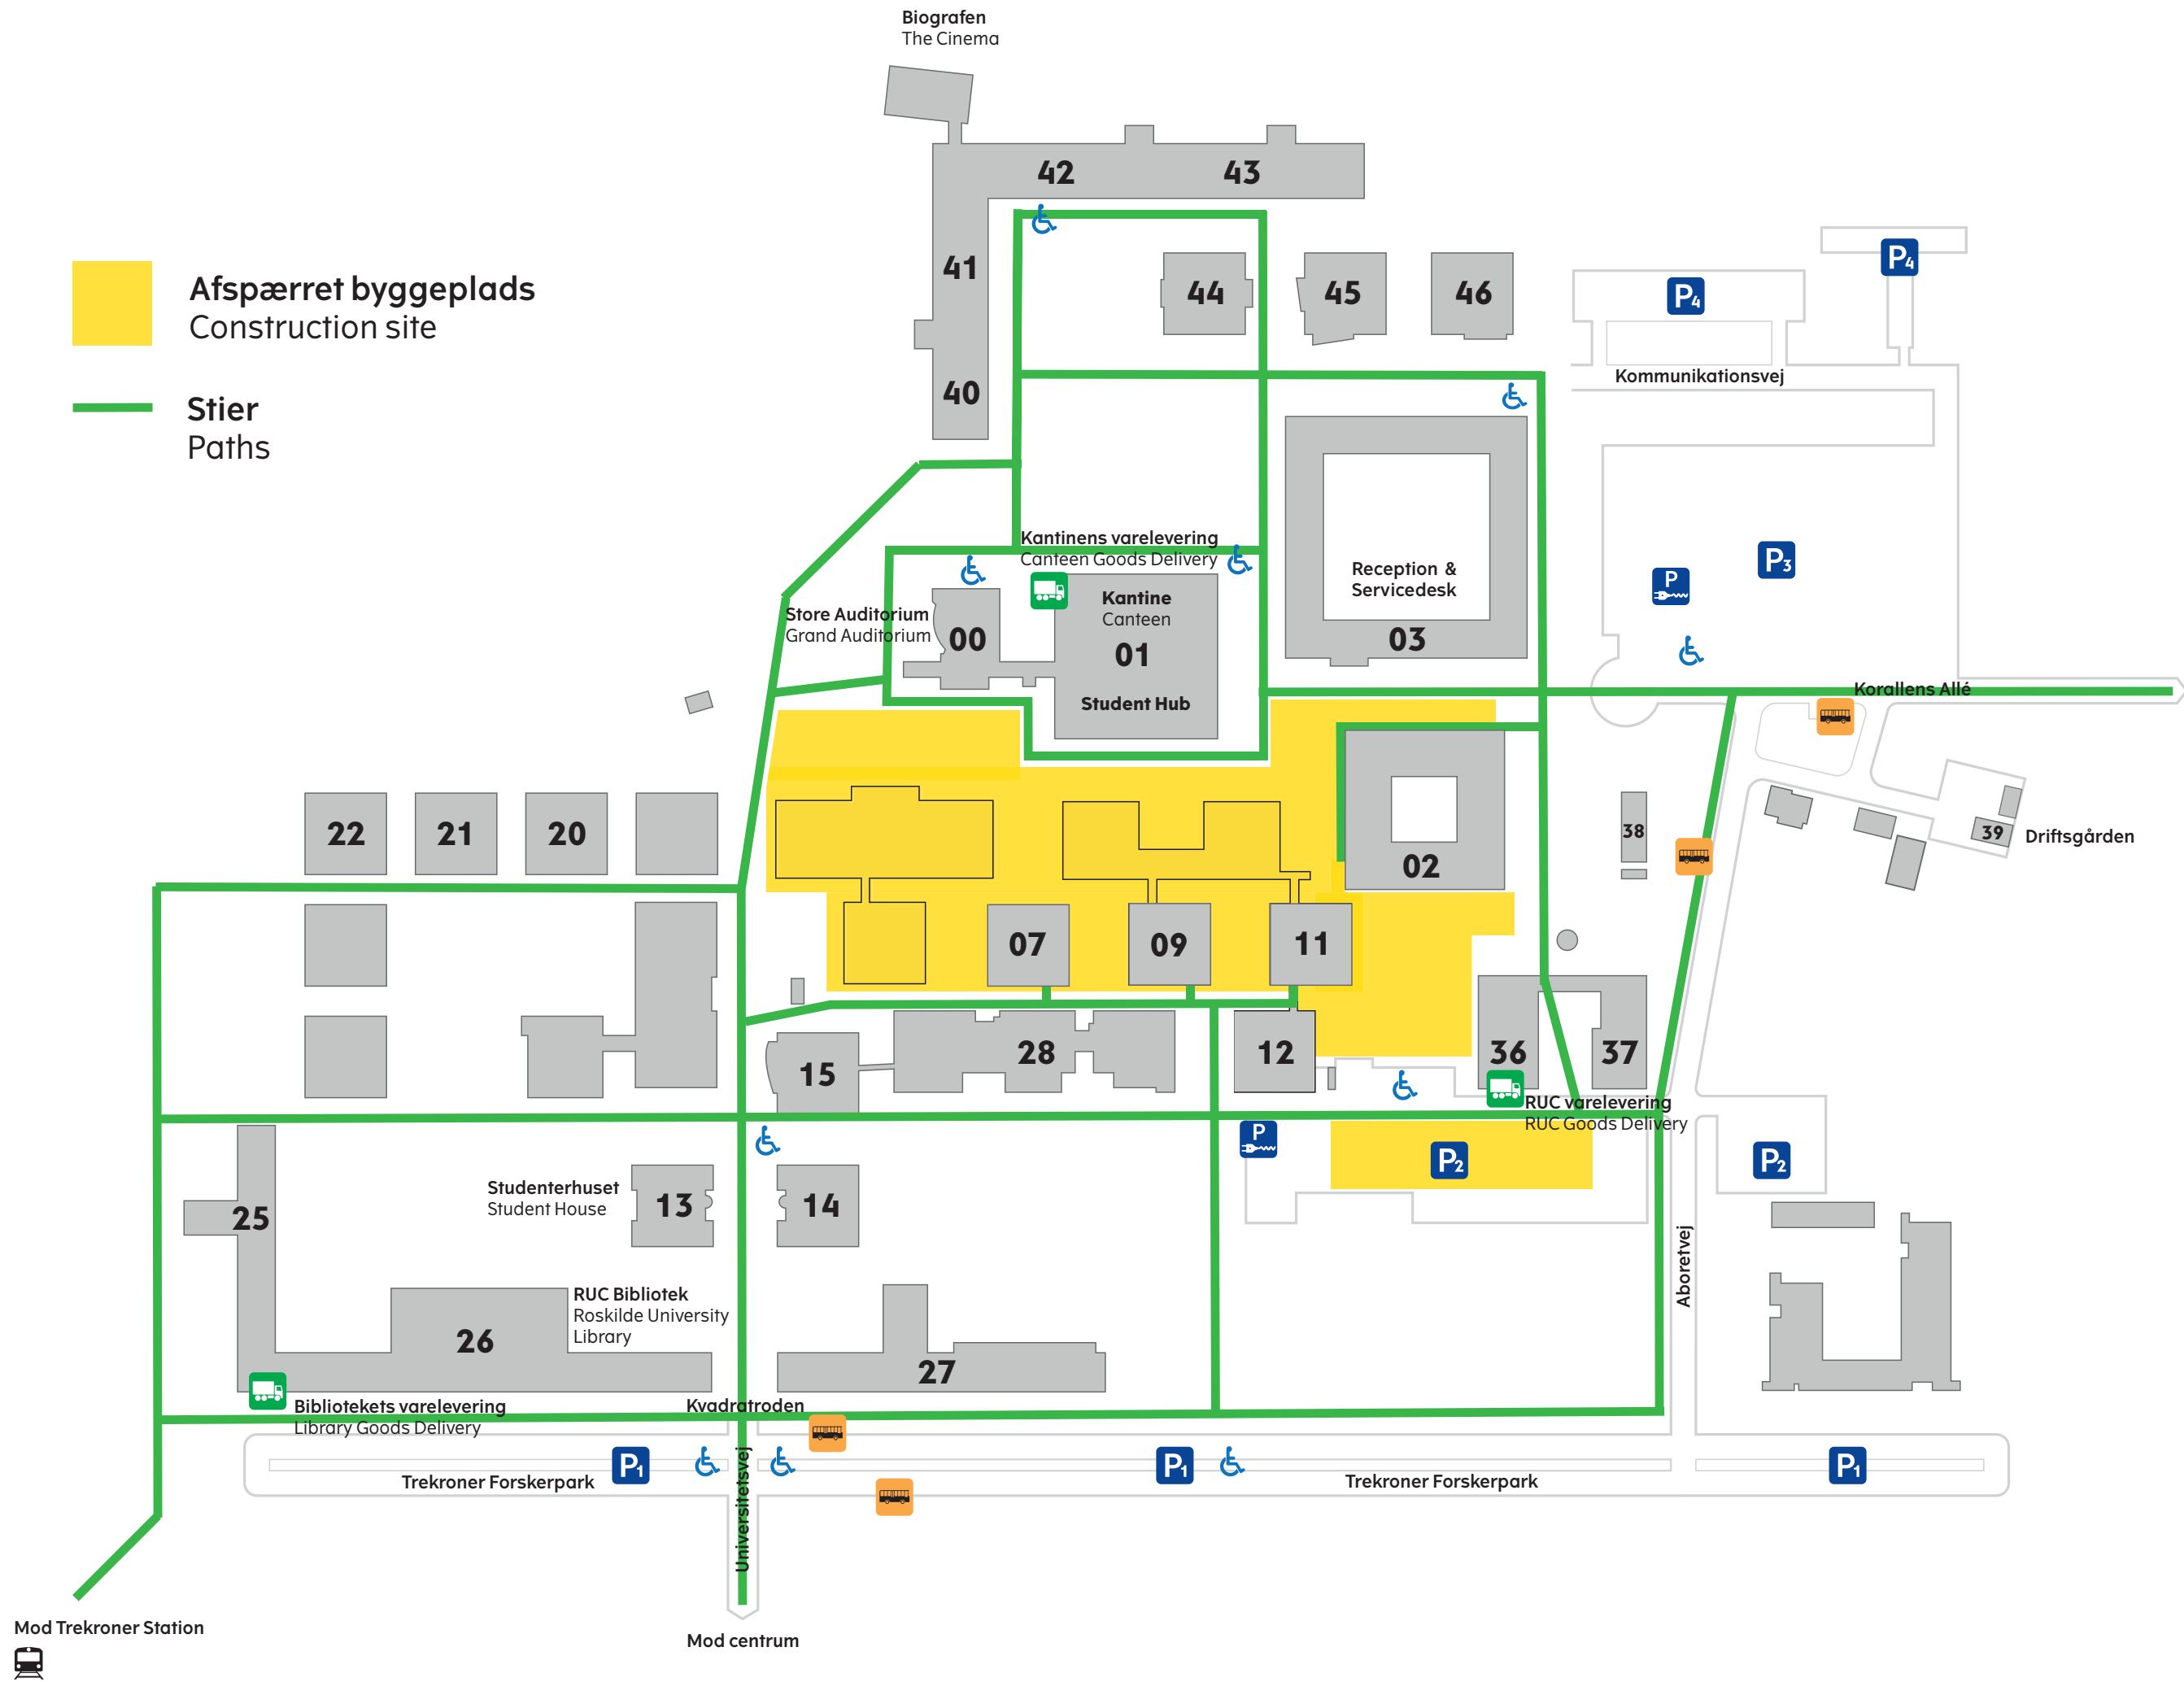 Biografen
The Cinema
42
43
41
44
45
46
P4
P4
Afspærret byggeplads
Construction site
Kommunikationsvej
40
Stier
Paths
Kantinens varelevering
Canteen Goods Delivery
Reception &
Servicedesk
P3
P
Kantine
Canteen
Store Auditorium
Grand Auditorium
00
01
03
Student Hub
Korallens Allé
22
21
20
02
38
39
Driftsgården
07
09
11
15
28
12
36
37
RUC varelevering
RUC Goods Delivery
P
P2
P2
Studenterhuset
Student House
13
14
25
Aboretvej
RUC Bibliotek
Roskilde University
Library
26
27
Bibliotekets varelevering
Library Goods Delivery
Kvadratroden
P1
P1
P1
Trekroner Forskerpark
Trekroner Forskerpark
Universitetsvej
Mod Trekroner Station
Mod centrum